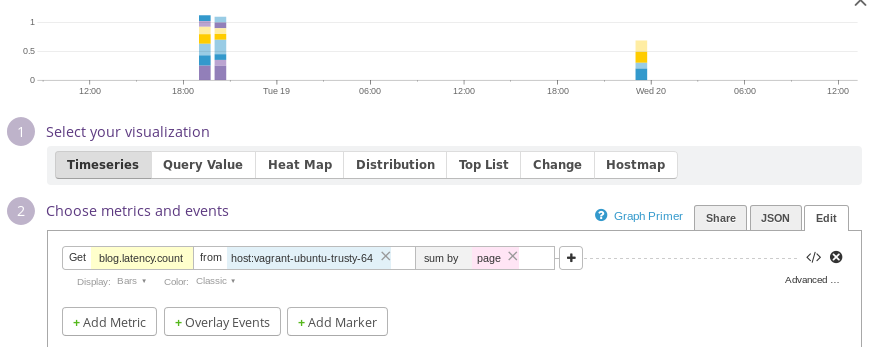 1
0.5
0
12:00 18:00 Tue 19 06:00 12:00 18:00 Wed 20 06:00 12:00
1 Select your visualization
Timeseries Query Value Heat Map Distribution Top List Change Hostmap
2 Choose metrics and events
? Graph Primer Share JSON Edit
Get blog.latency.count from host:vagrant-ubuntu-trusty-64 × sum by page × + </>
Display: Bars Color: Classic Advanced ...
+ Add Metric + Overlay Events + Add Marker